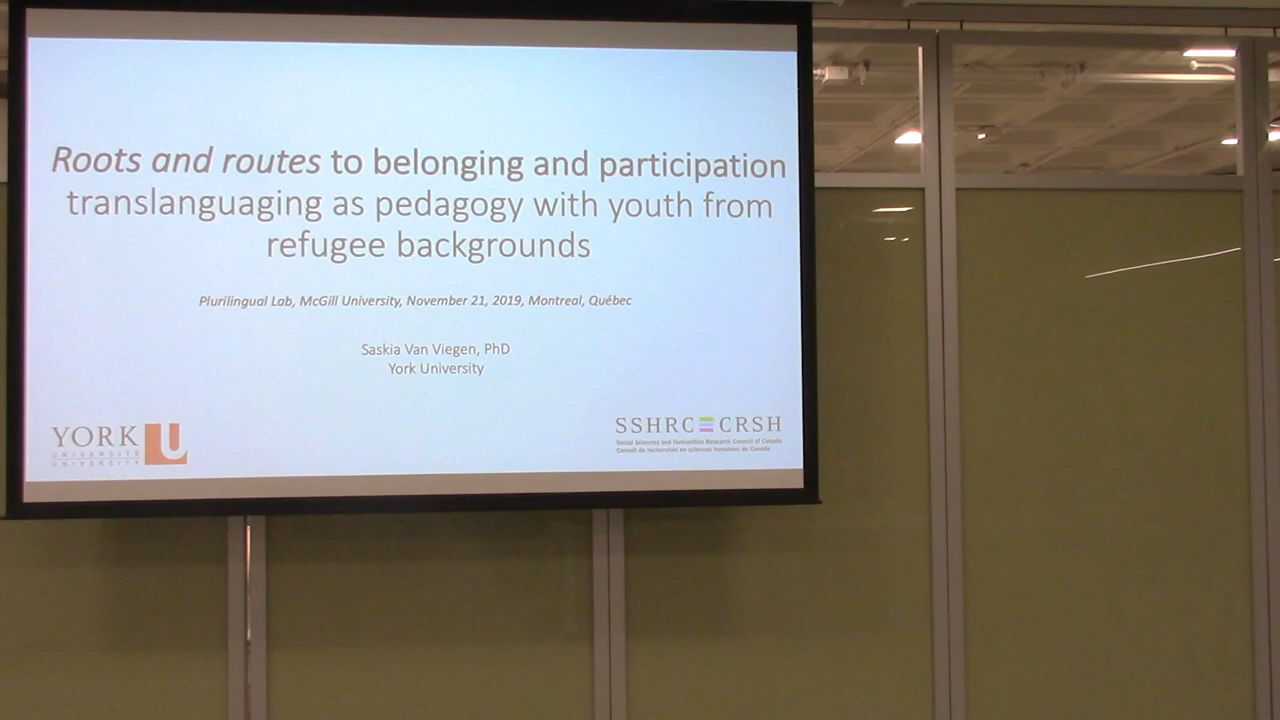 Roots and routes to belonging and participation
translanguaging as pedagogy with youth from
refugee backgrounds
Plurilingual Lab, McGill University, November 21, 2019, Montreal, Québec
Saskia Van Viegen, PhD
York University
YORK U
UNIVERSITÉ
UNIVERSITY
SSHRC CRSH
Social Sciences and Humanities Research Council of Canada
Conseil de recherches en sciences humaines du Canada